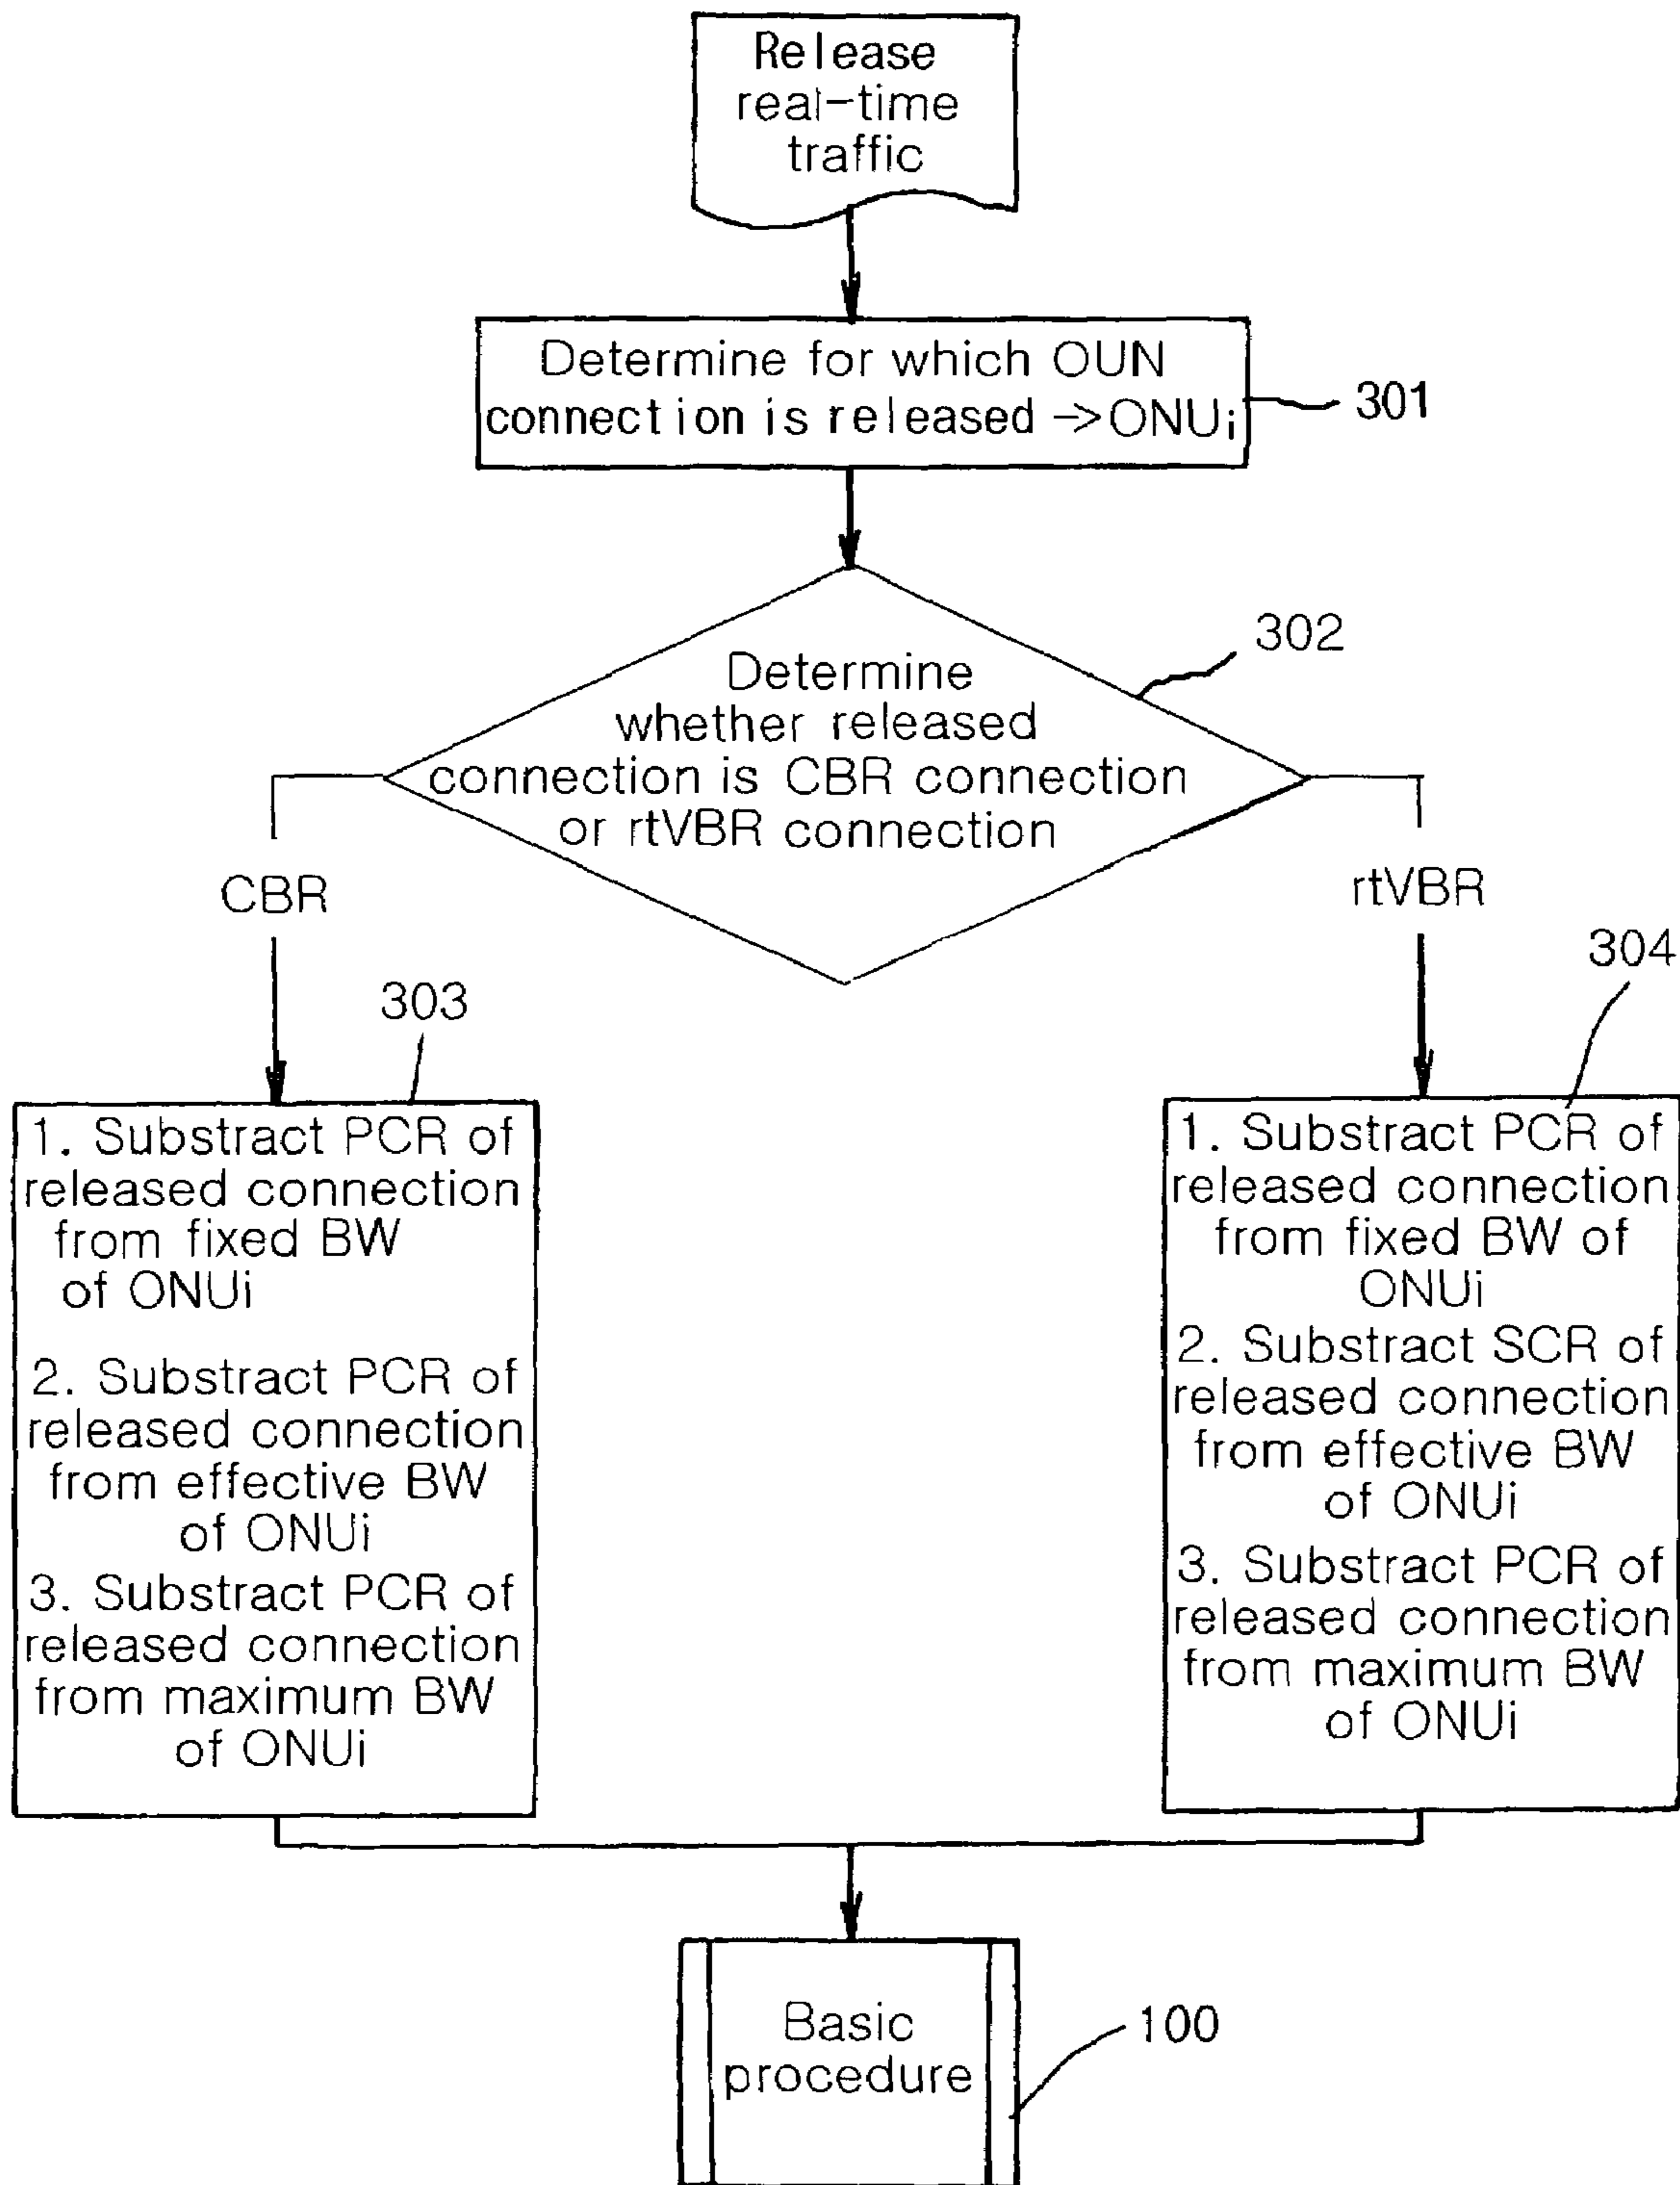 Release
real-time
traffic
Determine for which OUN
connection is released ->ONUi
301
302
Determine
whether released
connection is CBR connection
or rtVBR connection
CBR
rtVBR
303
304
1. Substract PCR of
released connection
from fixed BW
of ONUi
2. Substract PCR of
released connection
from effective BW
of ONUi
3. Substract PCR of
released connection
from maximum BW
of ONUi
1. Substract PCR of
released connection
from fixed BW of
ONUi
2. Substract SCR of
released connection
from effective BW
of ONUi
3. Substract PCR of
released connection
from maximum BW
of ONUi
Basic
procedure
100